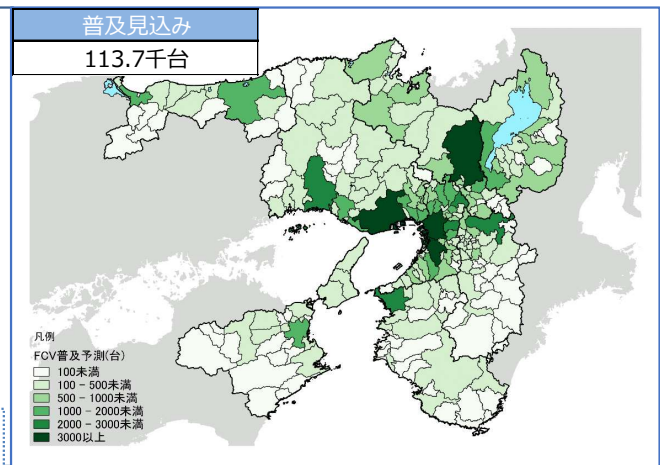 普及見込み
113.7千台
凡例
FCV普及予測(台)
100未満
100 - 500未満
500 - 1000未満
1000 - 2000未満
2000 - 3000未満
3000以上